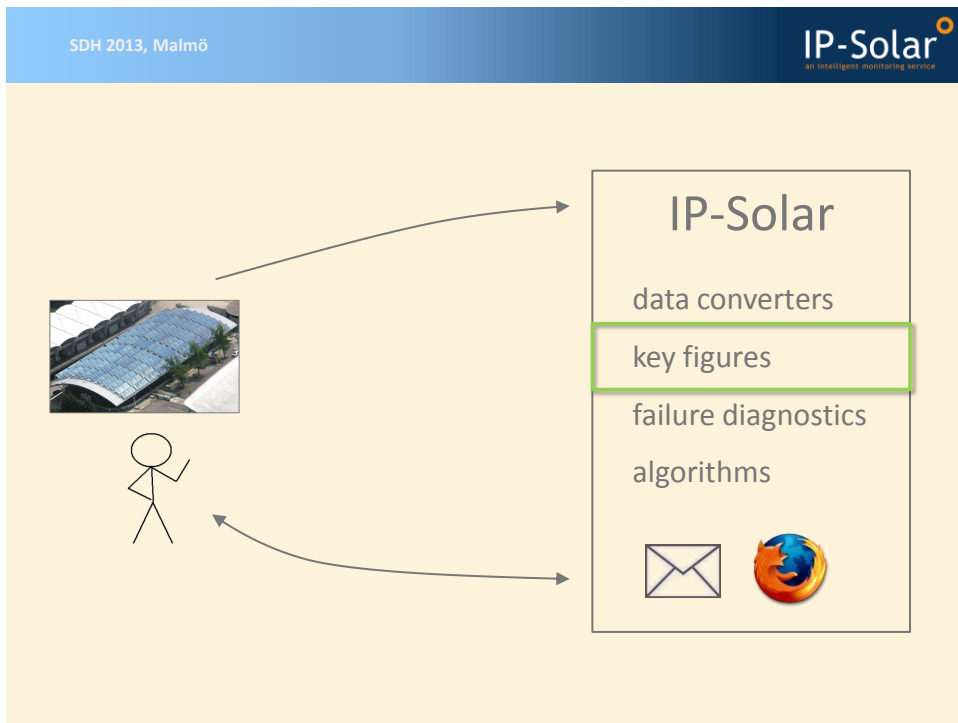 SDH 2013, Malmö
IP-Solar
an intelligent monitoring service
IP-Solar
data converters
key figures
failure diagnostics
algorithms